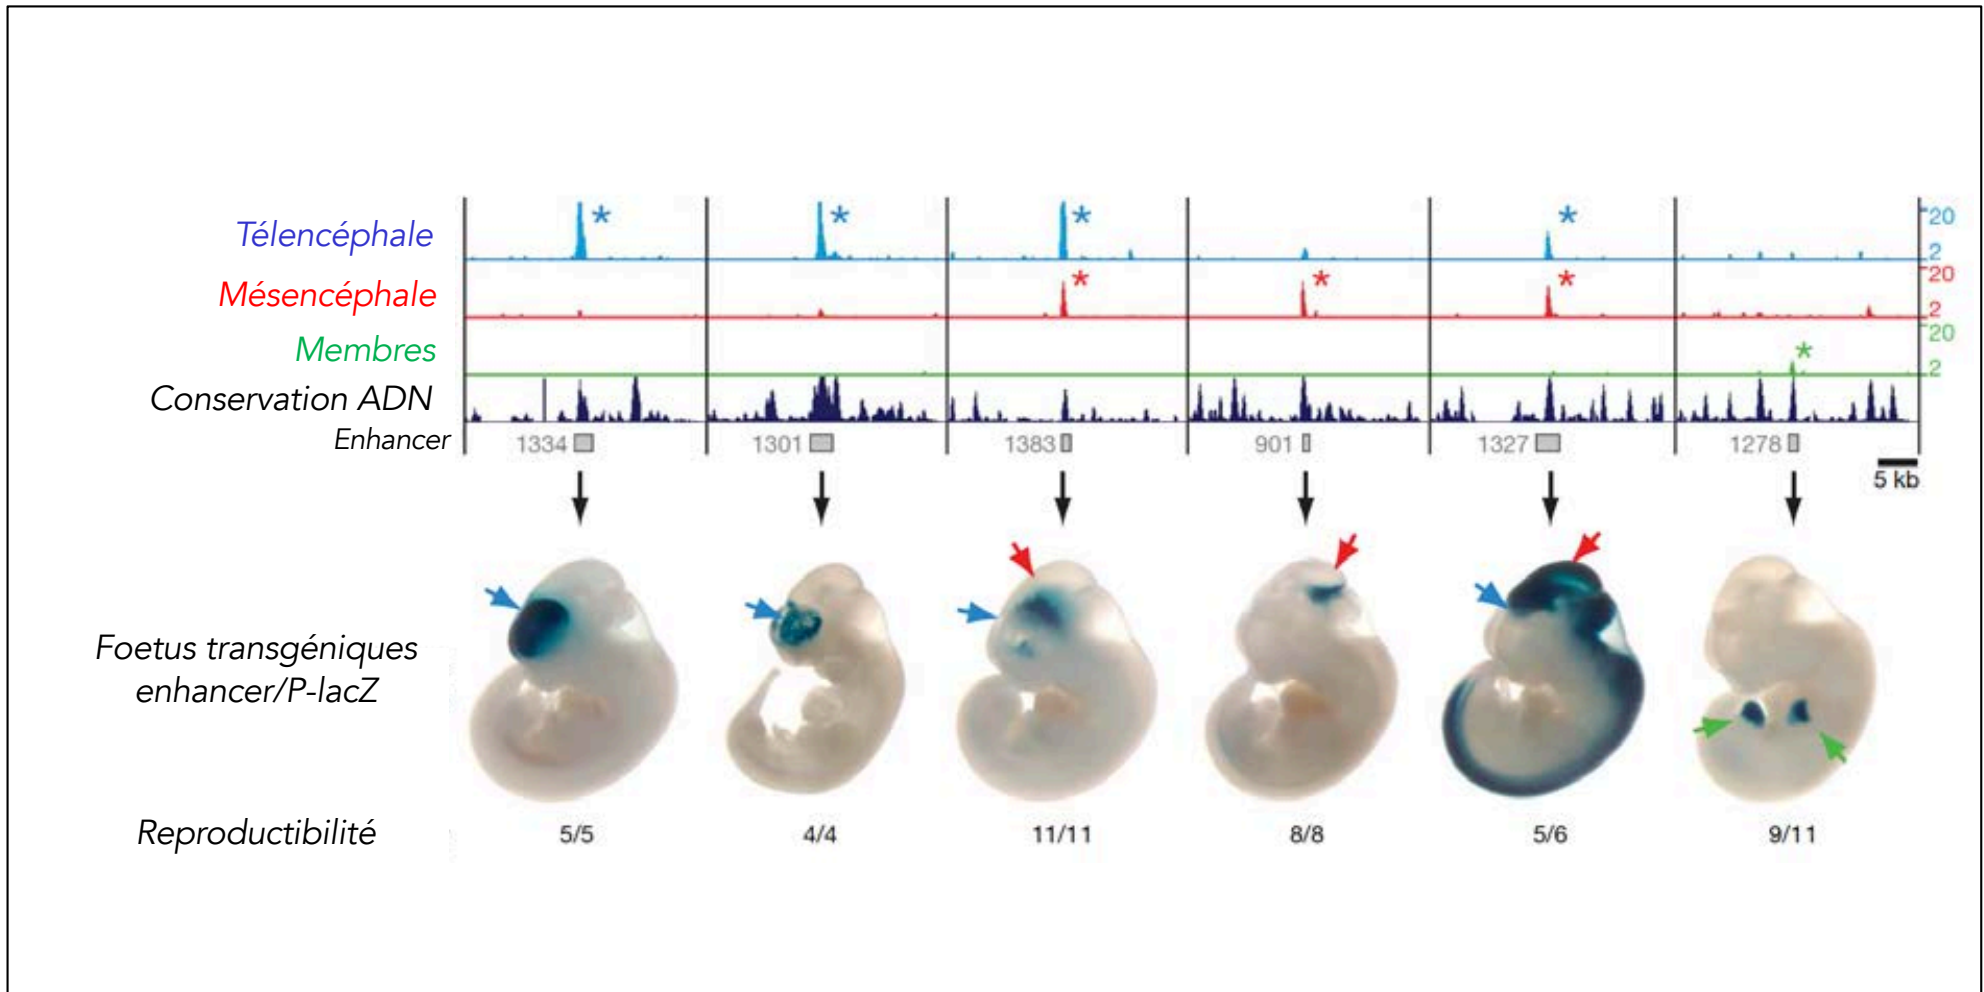 Télencéphale
* * * *
20
2
Mésencéphale
* * *
20
2
Membres
*
20
2
Conservation ADN
Enhancer
1334 1301 1383 901 1327 1278
5 kb
Foetus transgéniques
enhancer/P-lacZ
Reproductibilité
5/5 4/4 11/11 8/8 5/6 9/11